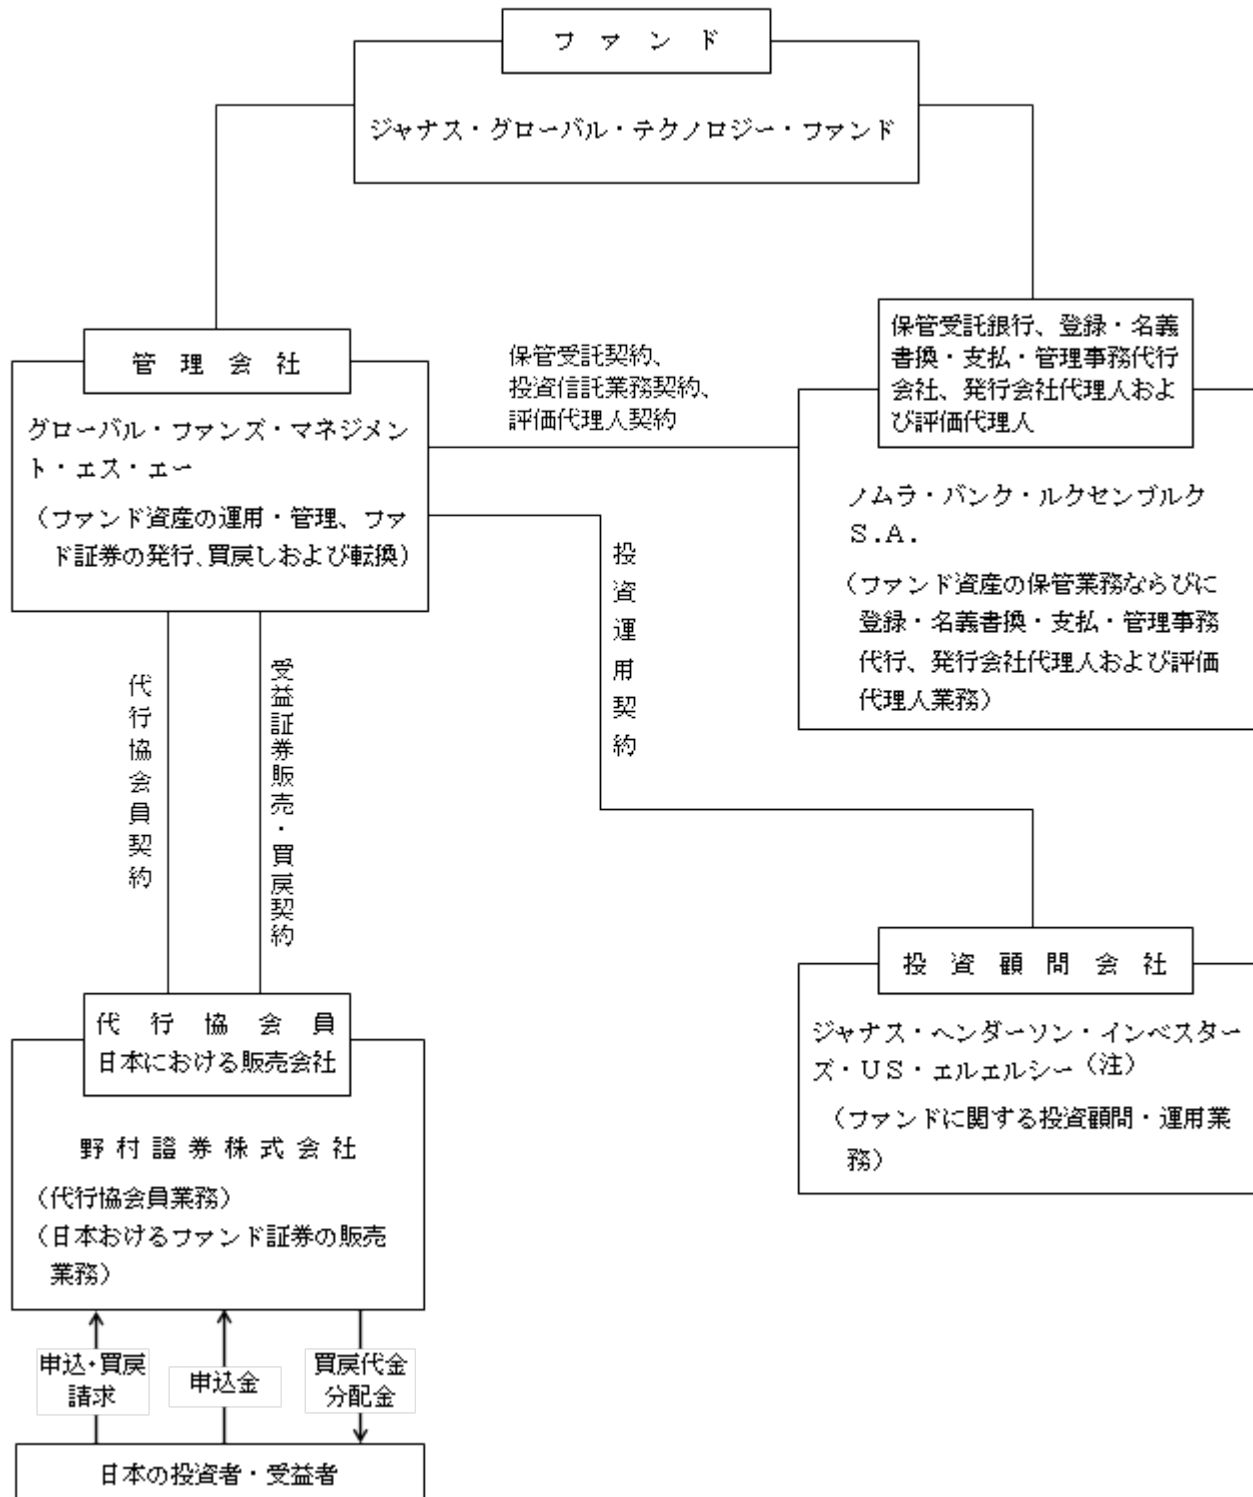 ファンド
ジャナス・グローバル・テクノロジー・ファンド
管理会社
グローバル・ファンズ・マネジメン
ト・エス・エー
（ファンド資産の運用・管理、ファ
ド証券の発行、買戻しおよび転換）
保管受託契約、
投資信託業務契約、
評価代理人契約
保管受託銀行、登録・名義
書換・支払・管理事務代行
会社、発行会社代理人およ
び評価代理人
ノムラ・バンク・ルクセンブルク
Ｓ．Ａ．
（ファンド資産の保管業務ならびに
登録・名義書換・支払・管理事務
代行、発行会社代理人および評価
代理人業務）
投資運用契約
代行協会員契約
受益証券販売・買戻契約
投資顧問会社
ジャナス・ヘンダーソン・インベスター
ズ・ＵＳ・エルエルシー（注）
（ファンドに関する投資顧問・運用業
務）
代行協会員
日本における販売会社
野村證券株式会社
（代行協会員業務）
（日本おけるファンド証券の販売
業務）
申込・買戻
請求
申込金
買戻代金
分配金
日本の投資者・受益者